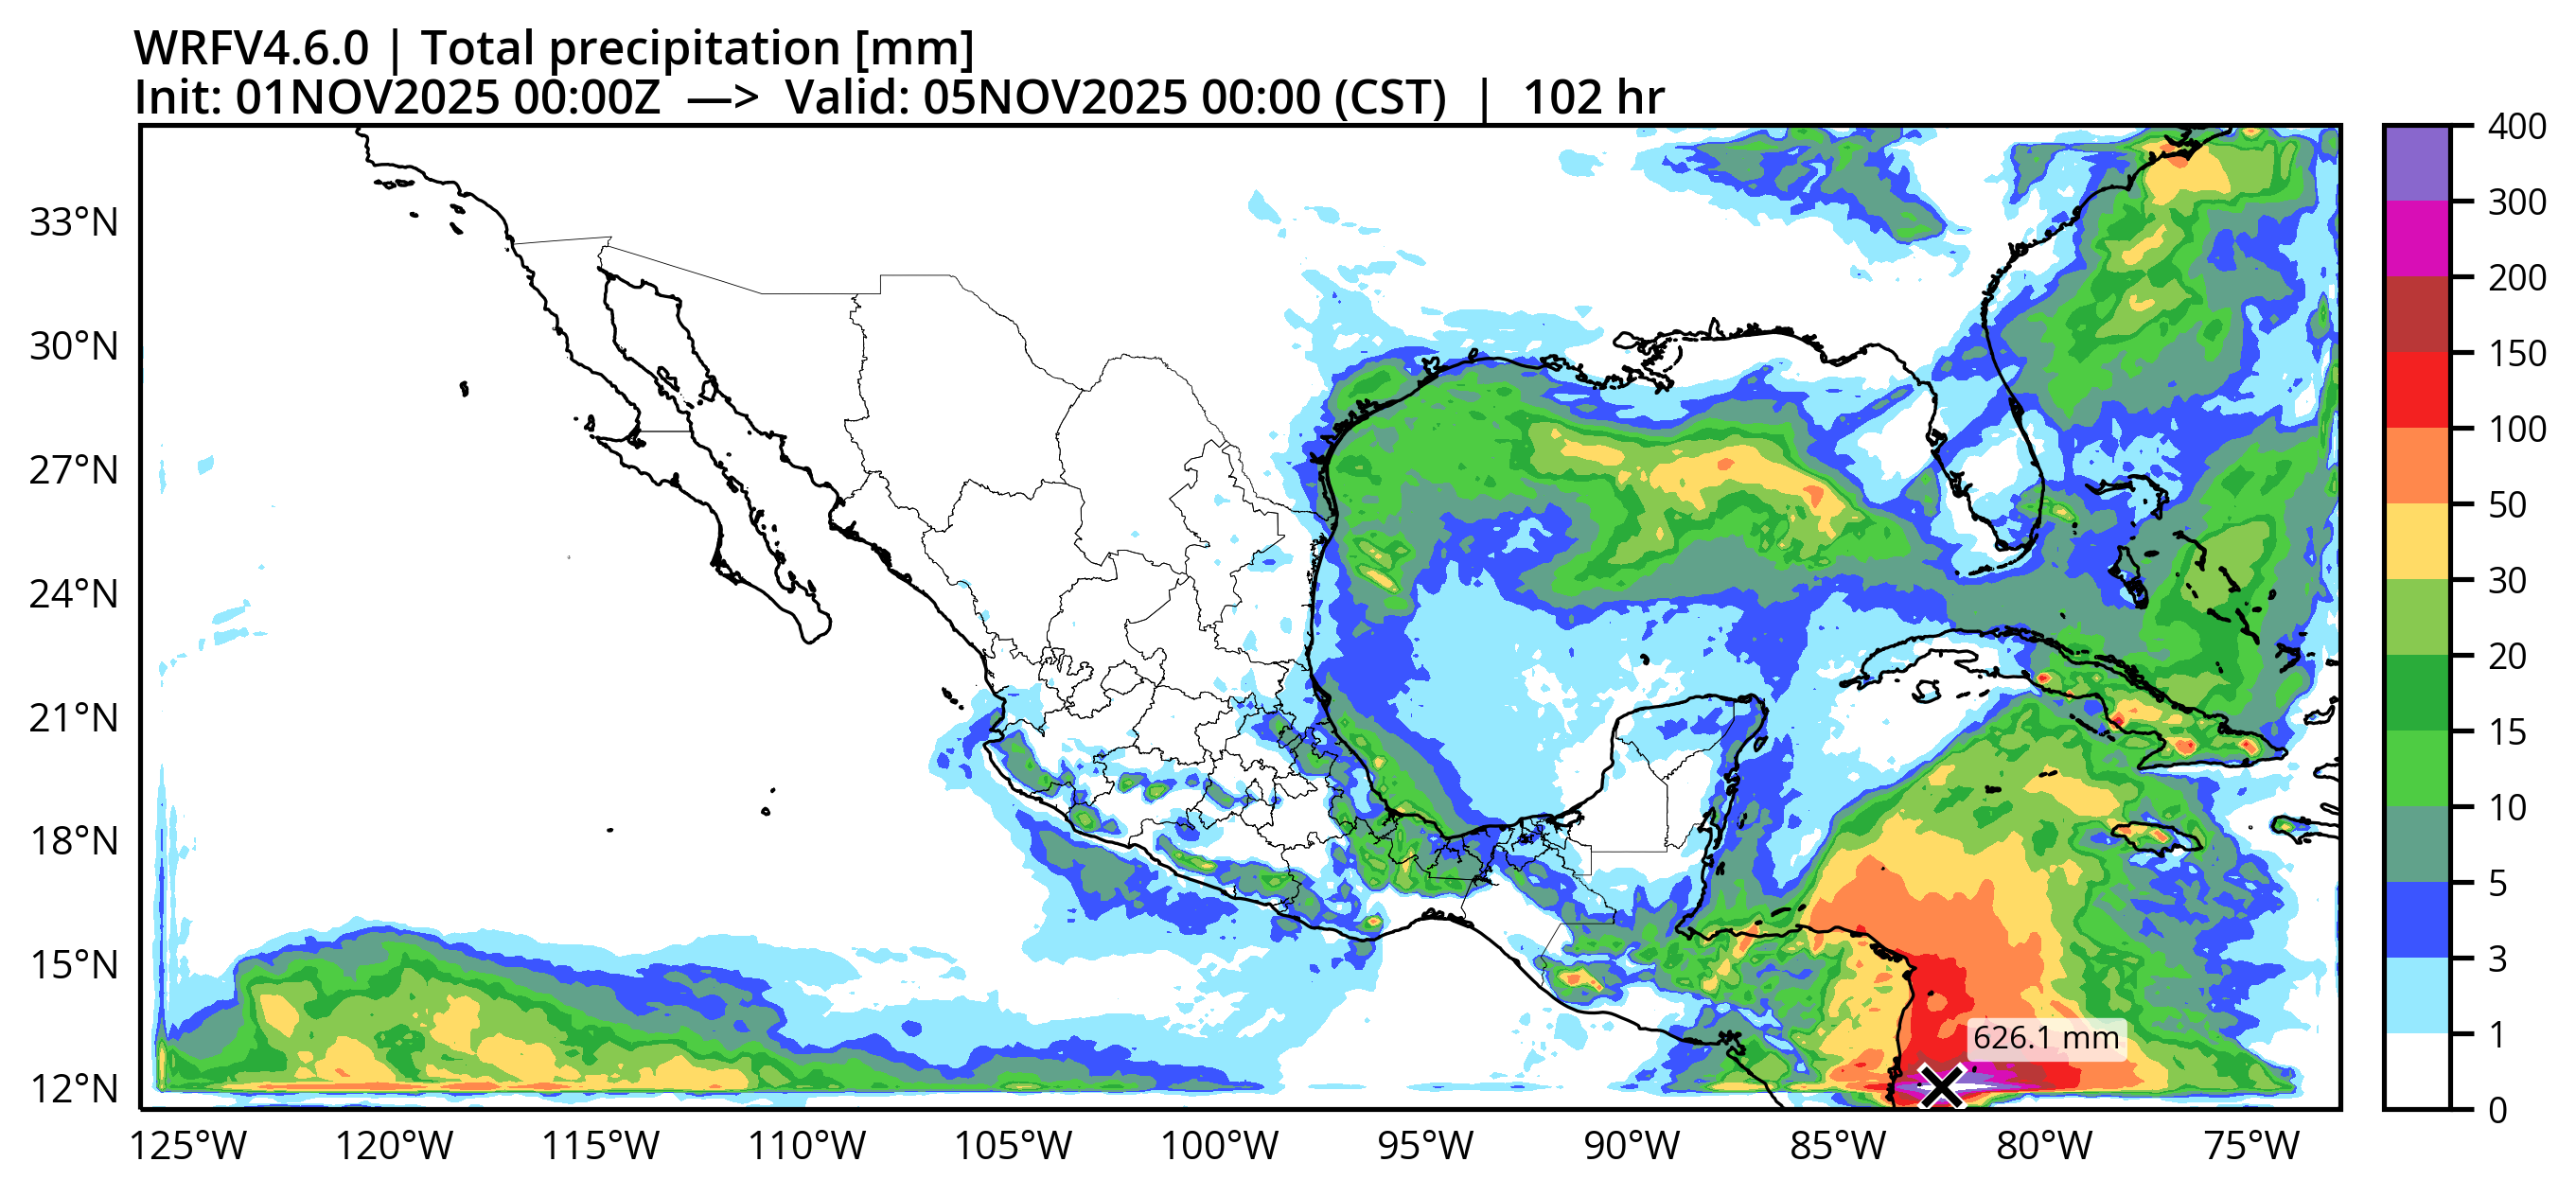 WRFV4.6.0 | Total precipitation [mm]
Init: 01NOV2025 00:00Z —> Valid: 05NOV2025 00:00 (CST) | 102 hr
33°N
30°N
27°N
24°N
21°N
18°N
15°N
12°N
125°W 120°W 115°W 110°W 105°W 100°W 95°W 90°W 85°W 80°W 75°W
626.1 mm
400
300
200
150
100
50
30
20
15
10
5
3
1
0